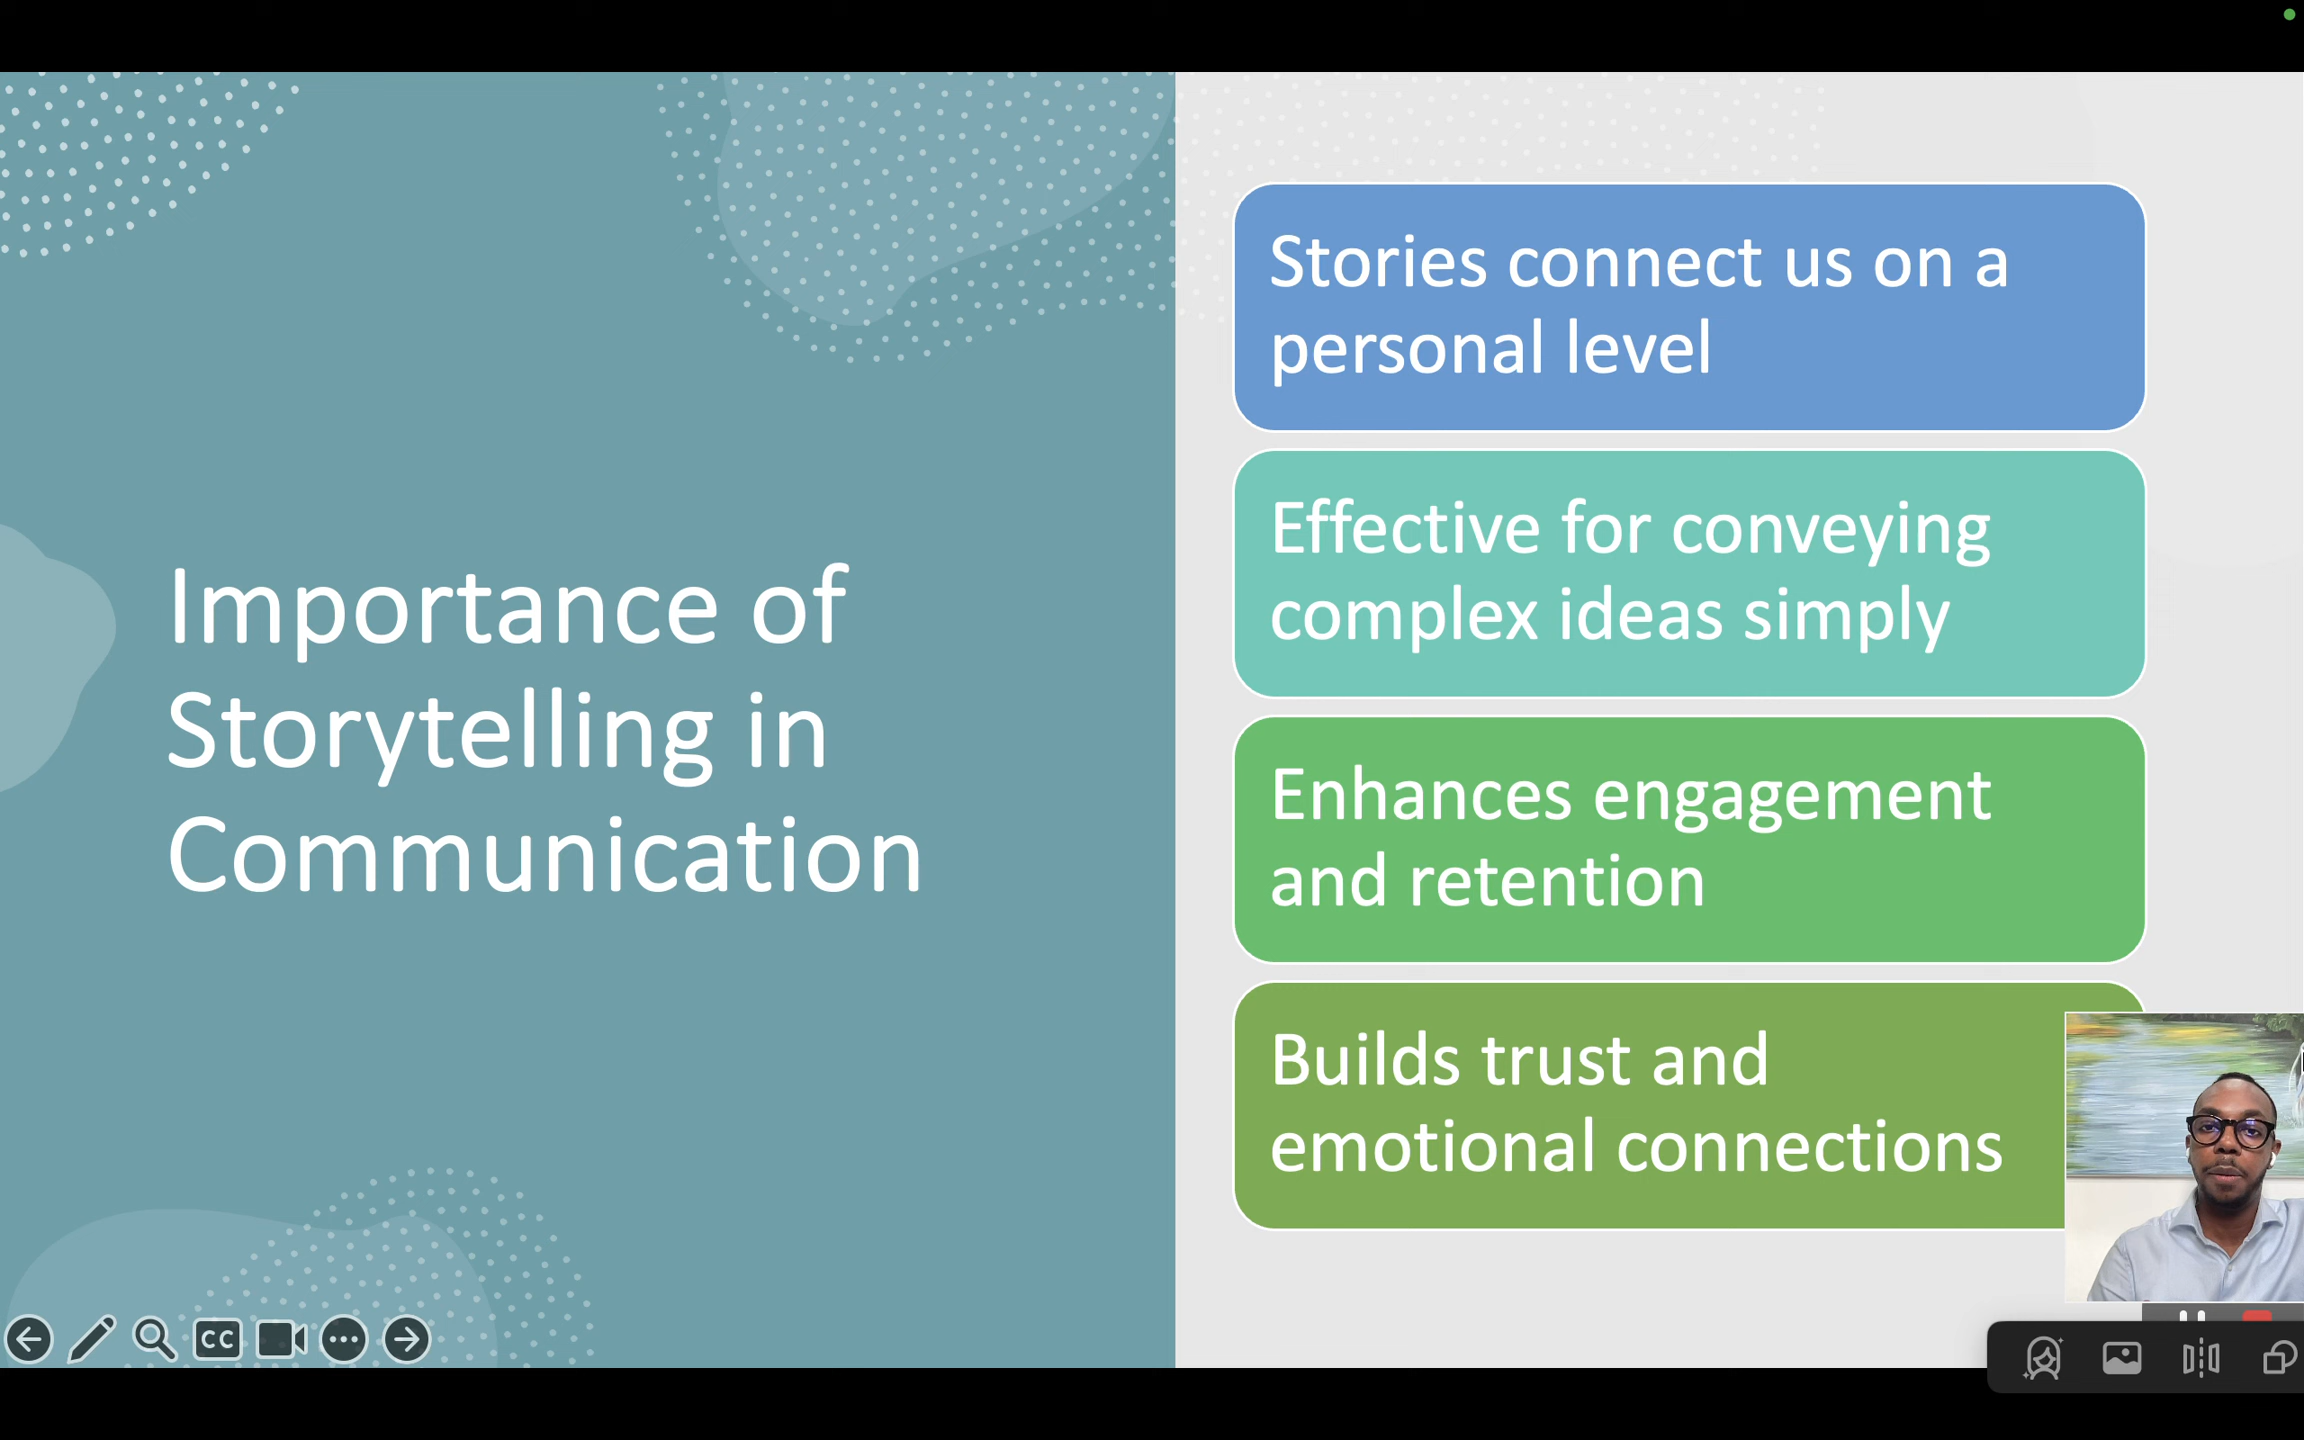 Importance of
Storytelling in
Communication
Stories connect us on a
personal level
Effective for conveying
complex ideas simply
Enhances engagement
and retention
Builds trust and
emotional connections
CC